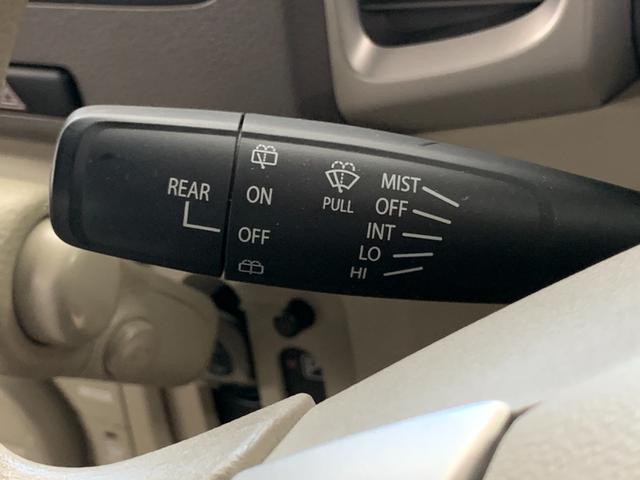 REAR
ON
OFF
PULL
MIST
OFF
INT
LO
HI